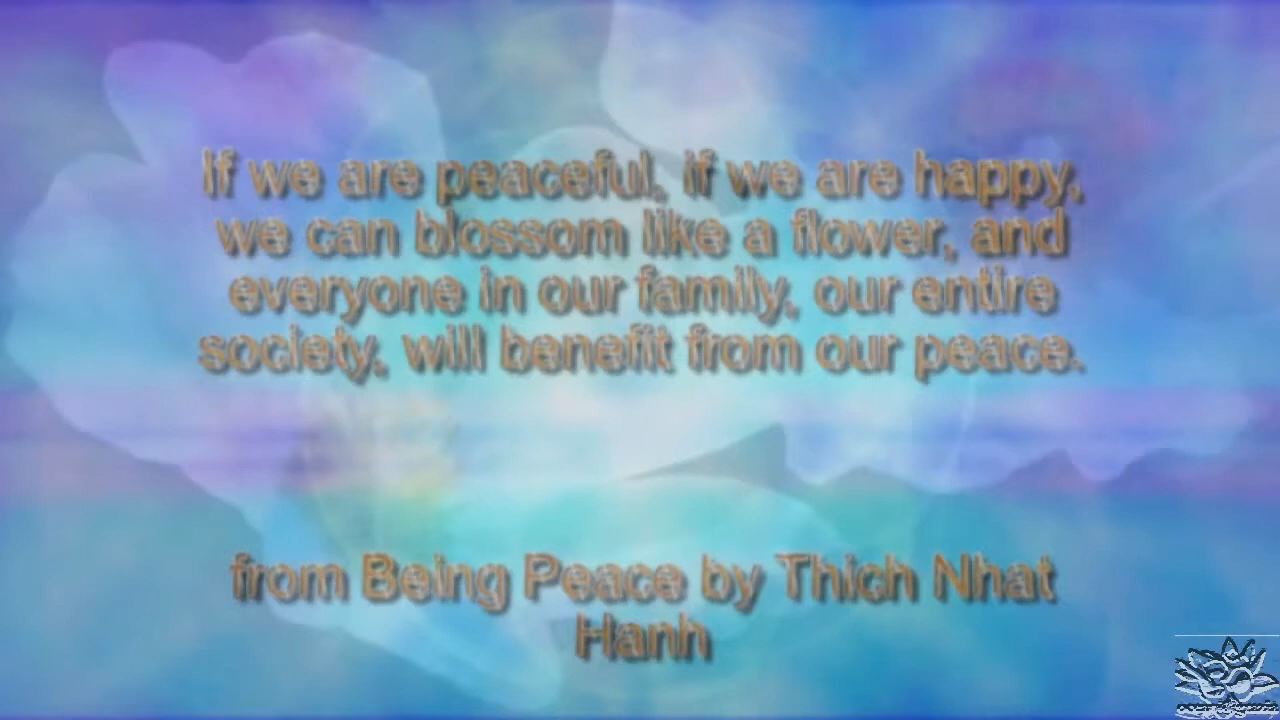 If we are peaceful, if we are happy,
we can blossom like a flower, and
everyone in our family, our entire
society, will benefit from our peace.
from Being Peace by Thich Nhat
Hanh